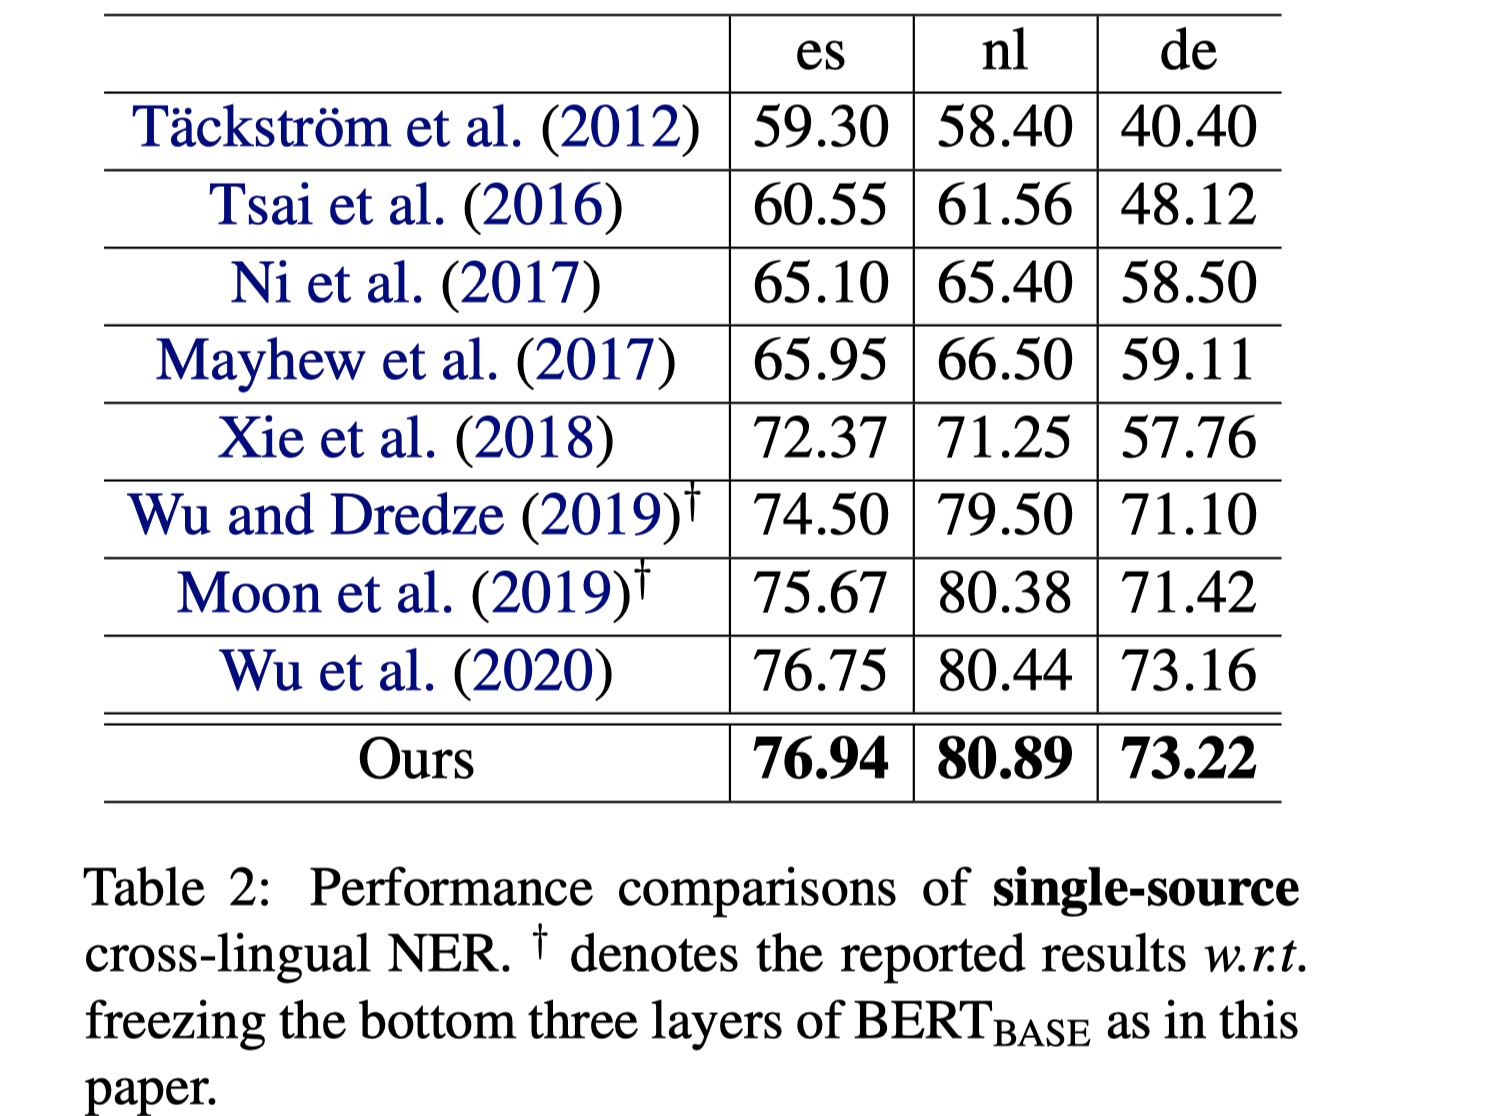 es nl de
Täckström et al. (2012) 59.30 58.40 40.40
Tsai et al. (2016) 60.55 61.56 48.12
Ni et al. (2017) 65.10 65.40 58.50
Mayhew et al. (2017) 65.95 66.50 59.11
Xie et al. (2018) 72.37 71.25 57.76
Wu and Dredze (2019)† 74.50 79.50 71.10
Moon et al. (2019)† 75.67 80.38 71.42
Wu et al. (2020) 76.75 80.44 73.16
Ours 76.94 80.89 73.22
Table 2: Performance comparisons of single-source
cross-lingual NER. † denotes the reported results w.r.t.
freezing the bottom three layers of BERTBASE as in this
paper.